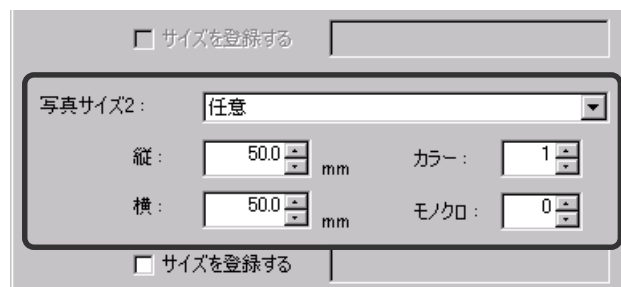 サイズを登録する
写真サイズ2： 任意
縦： 50.0 mm カラー： 1
横： 50.0 mm モノクロ： 0
サイズを登録する